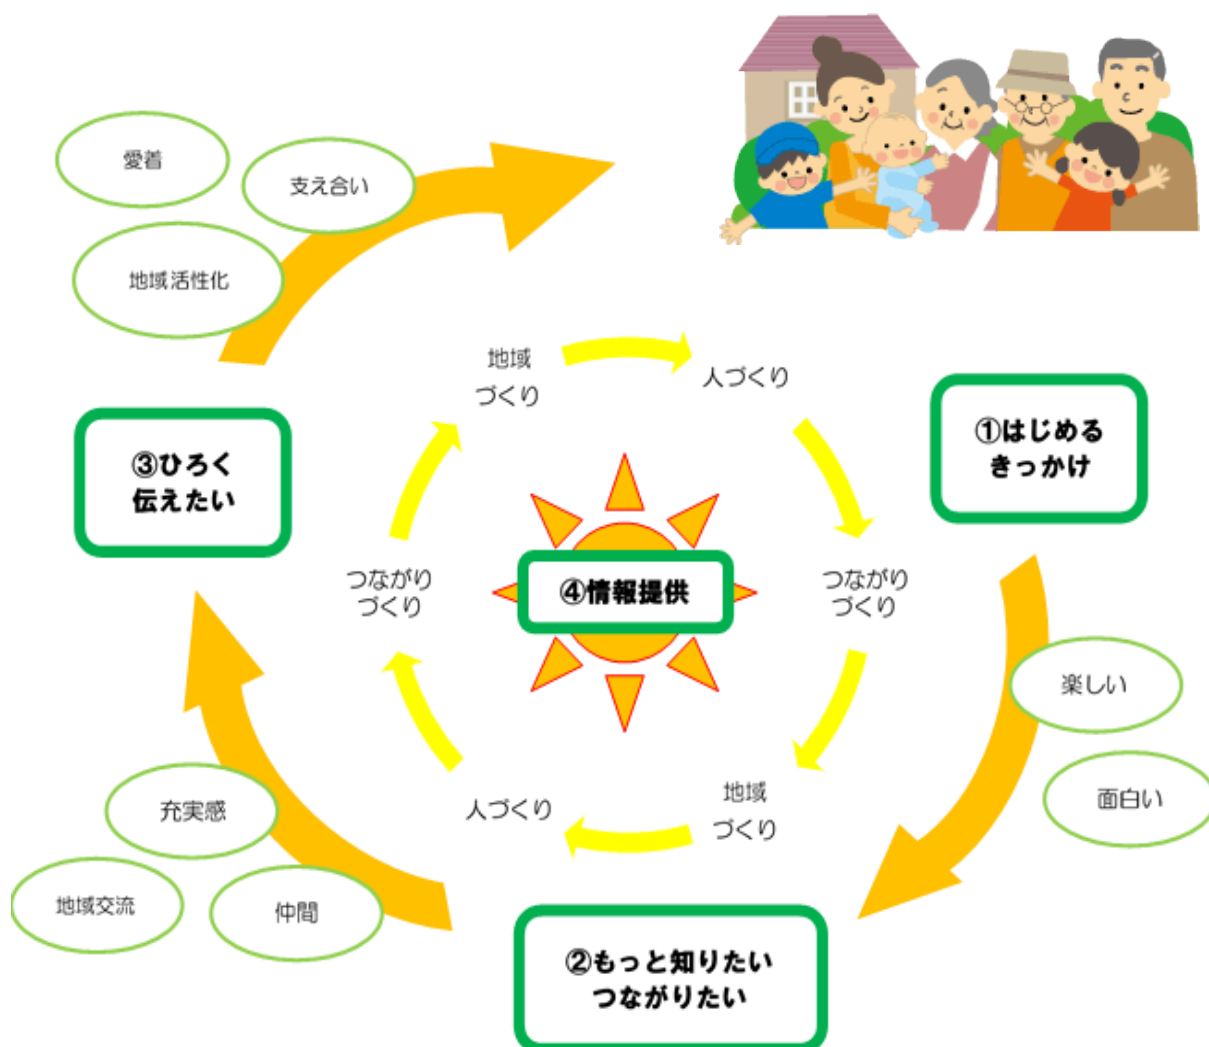 愛着
支え合い
地域活性化
地域
づくり
人づくり
①はじめる
きっかけ
③ひろく
伝えたい
つながり
づくり
④情報提供
つながり
づくり
楽しい
面白い
充実感
人づくり
地域
づくり
地域交流
仲間
②もっと知りたい
つながりたい